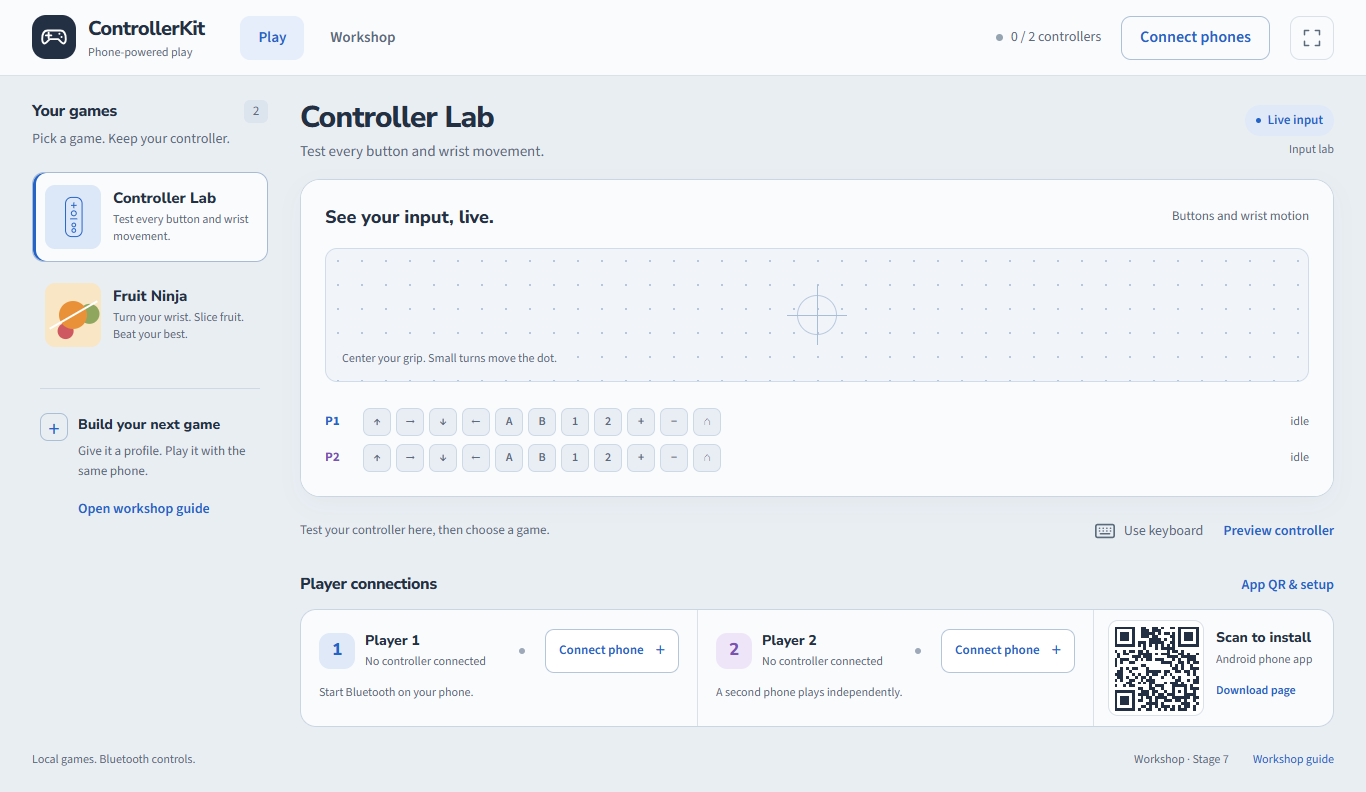 ControllerKit
Phone-powered play
Play
Workshop
0 / 2 controllers
Connect phones
Your games
2
Pick a game. Keep your controller.
Controller Lab
Test every button and wrist
movement.
Fruit Ninja
Turn your wrist. Slice fruit.
Beat your best.
+
Build your next game
Give it a profile. Play it with the
same phone.
Open workshop guide
Controller Lab
Test every button and wrist movement.
Live input
Input lab
See your input, live.
Buttons and wrist motion
Center your grip. Small turns move the dot.
P1 ↑ → ↓ ← A B 1 2 + − ∩ idle
P2 ↑ → ↓ ← A B 1 2 + − ∩ idle
Test your controller here, then choose a game.
Use keyboard
Preview controller
Player connections
App QR & setup
1
Player 1
No controller connected
Connect phone +
Start Bluetooth on your phone.
2
Player 2
No controller connected
Connect phone +
A second phone plays independently.
Scan to install
Android phone app
Download page
Local games. Bluetooth controls.
Workshop · Stage 7
Workshop guide